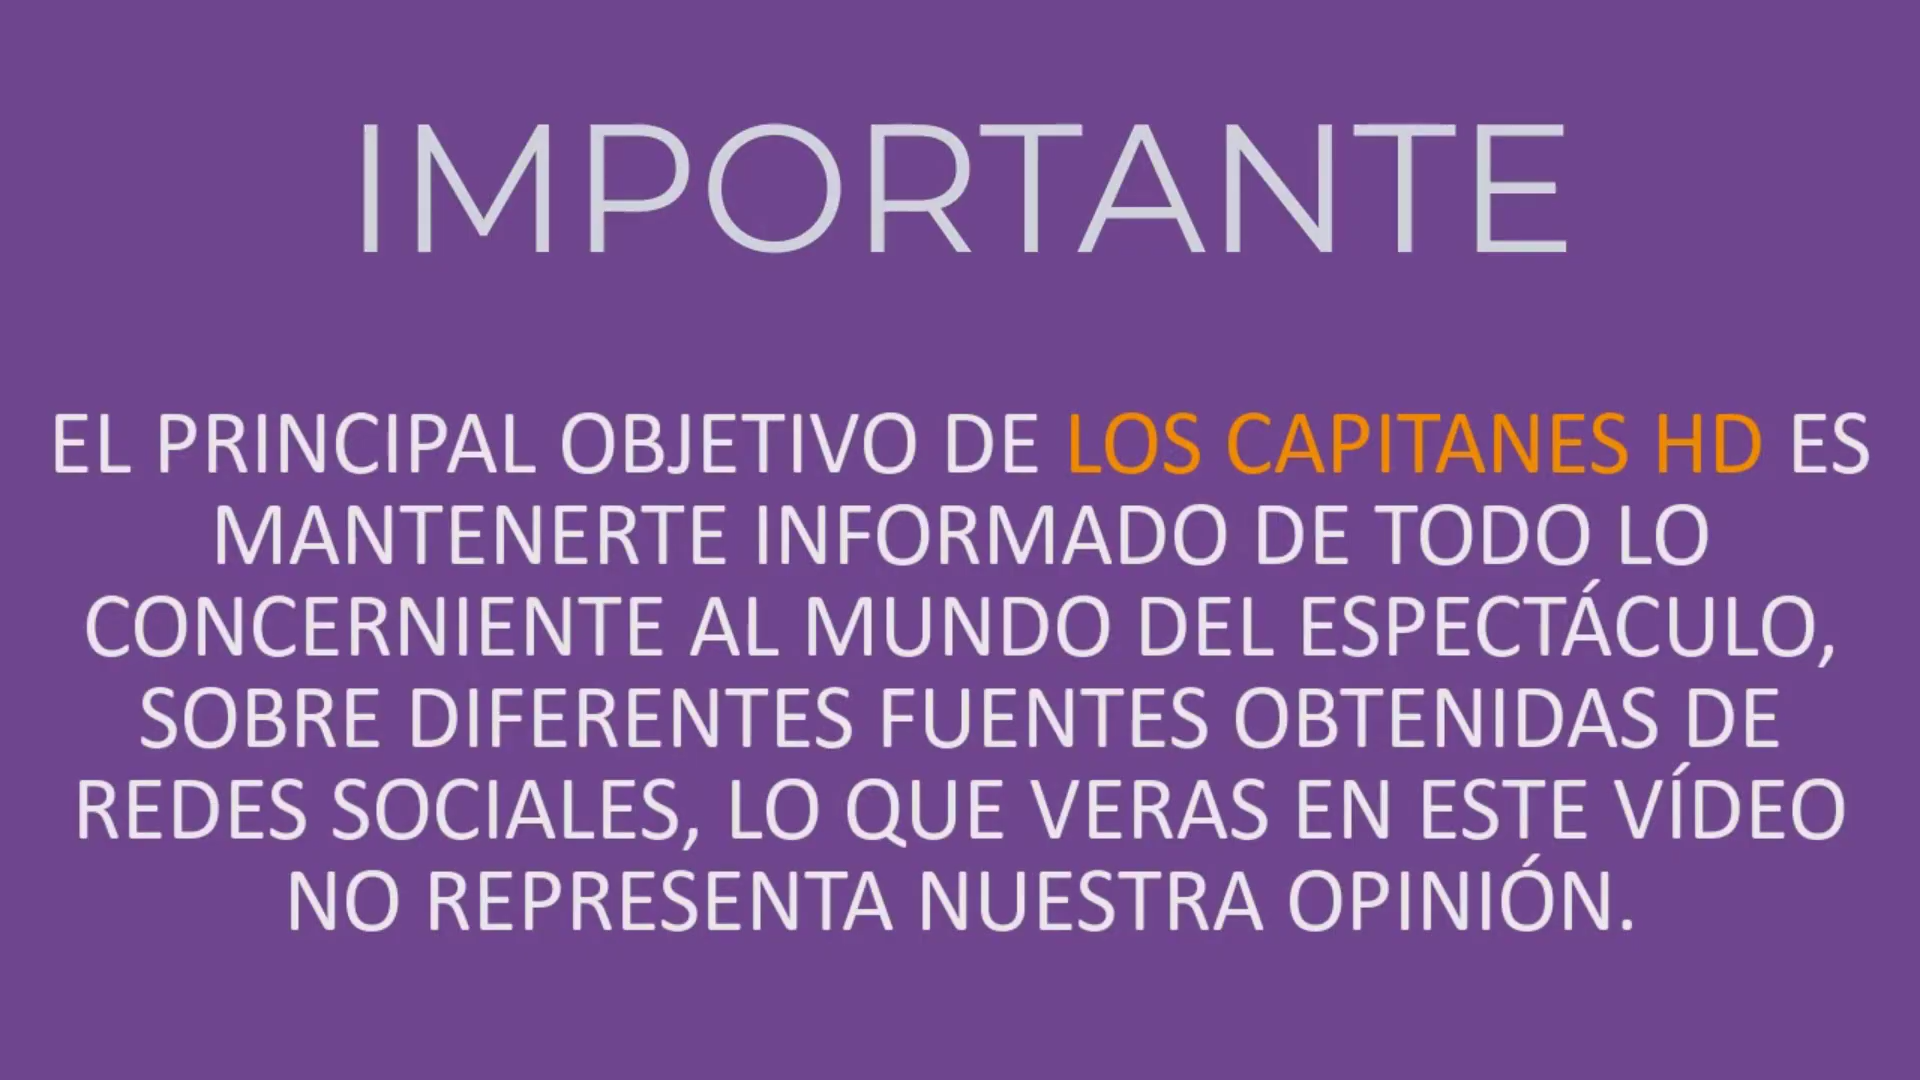 IMPORTANTE
EL PRINCIPAL OBJETIVO DE LOS CAPITANES HD ES
MANTENERTE INFORMADO DE TODO LO
CONCERNIENTE AL MUNDO DEL ESPECTÁCULO,
SOBRE DIFERENTES FUENTES OBTENIDAS DE
REDES SOCIALES, LO QUE VERAS EN ESTE VÍDEO
NO REPRESENTA NUESTRA OPINIÓN.